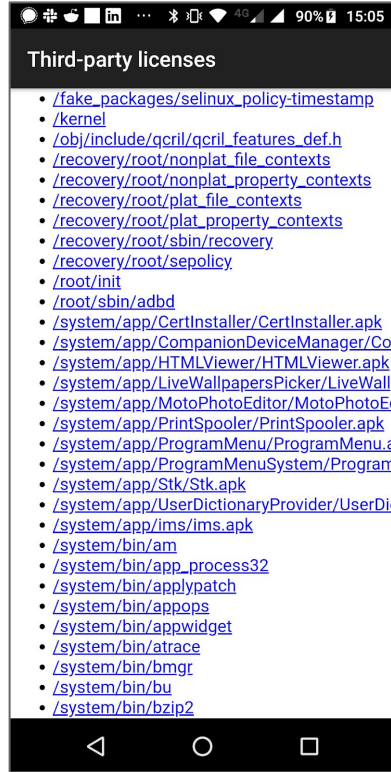 in ... 4G 90% 15:05
Third-party licenses
• /fake_packages/selinux_policy-timestamp
• /kernel
• /obj/include/qcril/qcril_features_def.h
• /recovery/root/nonplat_file_contexts
• /recovery/root/nonplat_property_contexts
• /recovery/root/plat_file_contexts
• /recovery/root/plat_property_contexts
• /recovery/root/sbin/recovery
• /recovery/root/sepolicy
• /root/init
• /root/sbin/adbd
• /system/app/CertInstaller/CertInstaller.apk
• /system/app/CompanionDeviceManager/Co
• /system/app/HTMLViewer/HTMLViewer.apk
• /system/app/LiveWallpapersPicker/LiveWall
• /system/app/MotoPhotoEditor/MotoPhotoE
• /system/app/PrintSpooler/PrintSpooler.apk
• /system/app/ProgramMenu/ProgramMenu.a
• /system/app/ProgramMenuSystem/Program
• /system/app/Stk/Stk.apk
• /system/app/UserDictionaryProvider/UserDi
• /system/app/ims/ims.apk
• /system/bin/am
• /system/bin/app_process32
• /system/bin/applypatch
• /system/bin/appops
• /system/bin/appwidget
• /system/bin/atrace
• /system/bin/bmgr
• /system/bin/bu
• /system/bin/bzip2